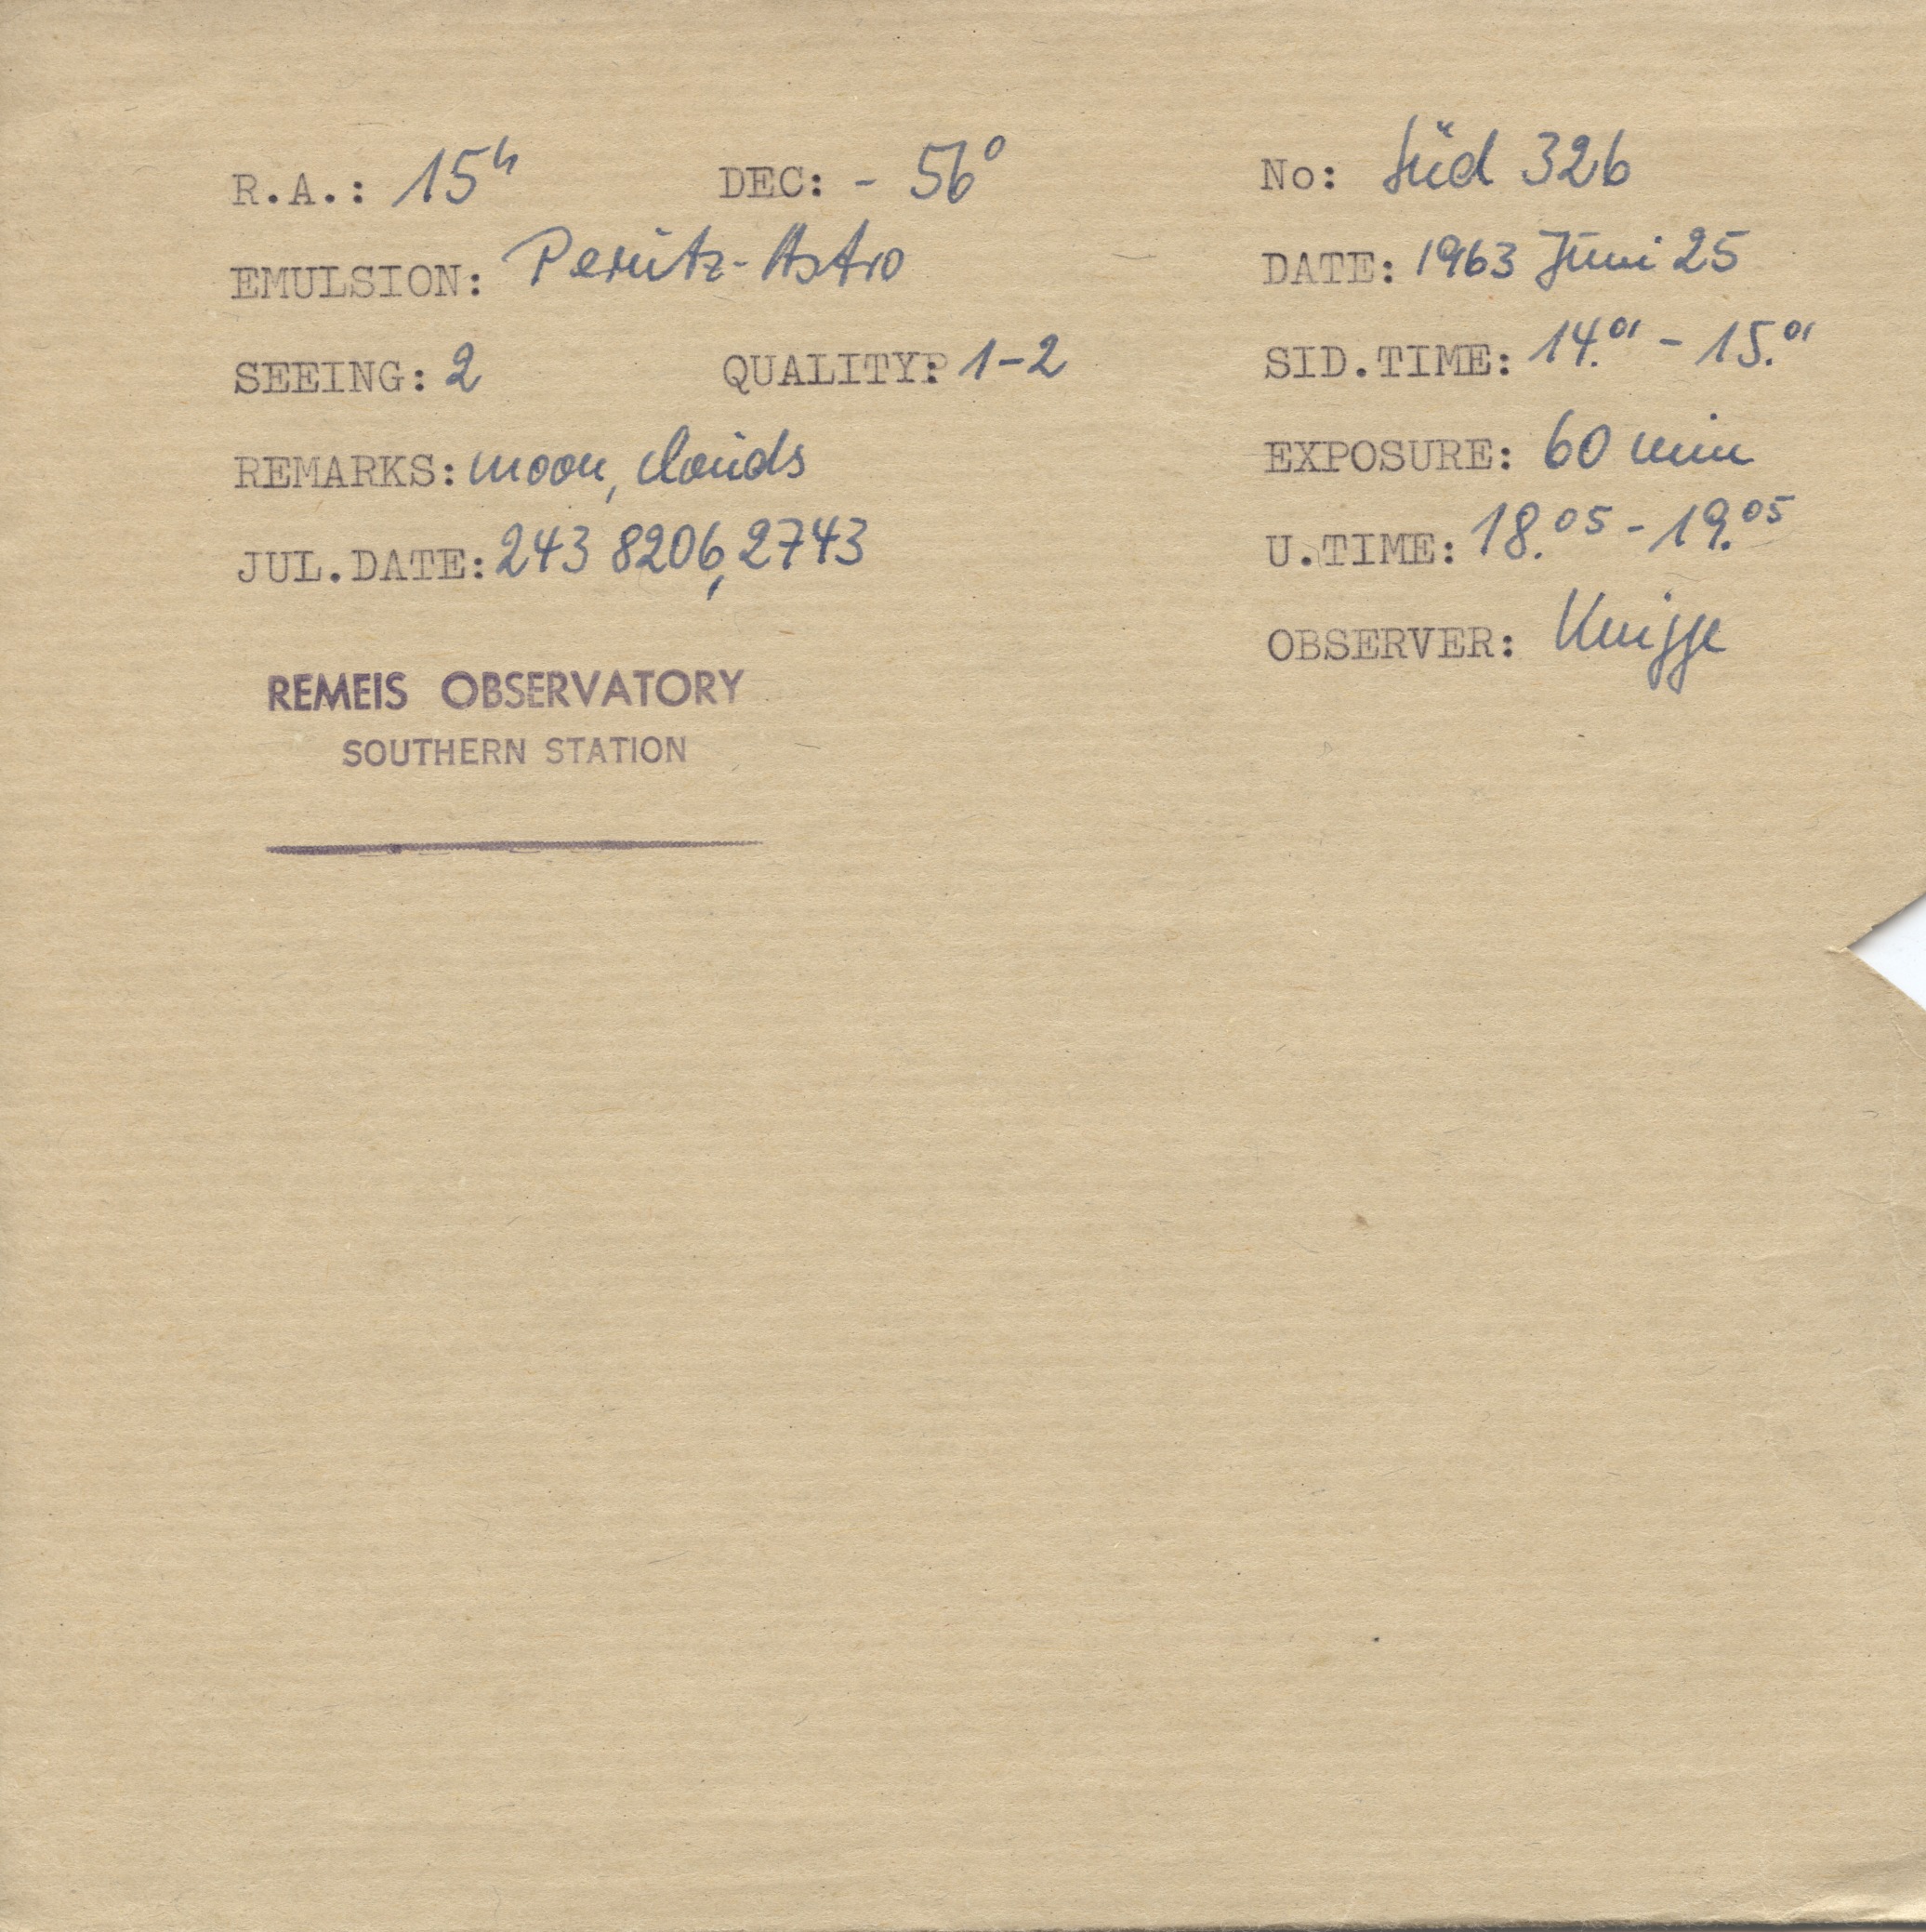 R.A.: 15h DEC: - 56°
EMULSION: Perutz-Astro
SEEING: 2 QUALITY: 1-2
REMARKS: moon, clouds
JUL.DATE: 243 8206,2743
REMEIS OBSERVATORY
SOUTHERN STATION
No: Süd 326
DATE: 1963 Juni 25
SID.TIME: 14.01 - 15.01
EXPOSURE: 60 min
U.TIME: 18.05 - 19.05
OBSERVER: Knigge